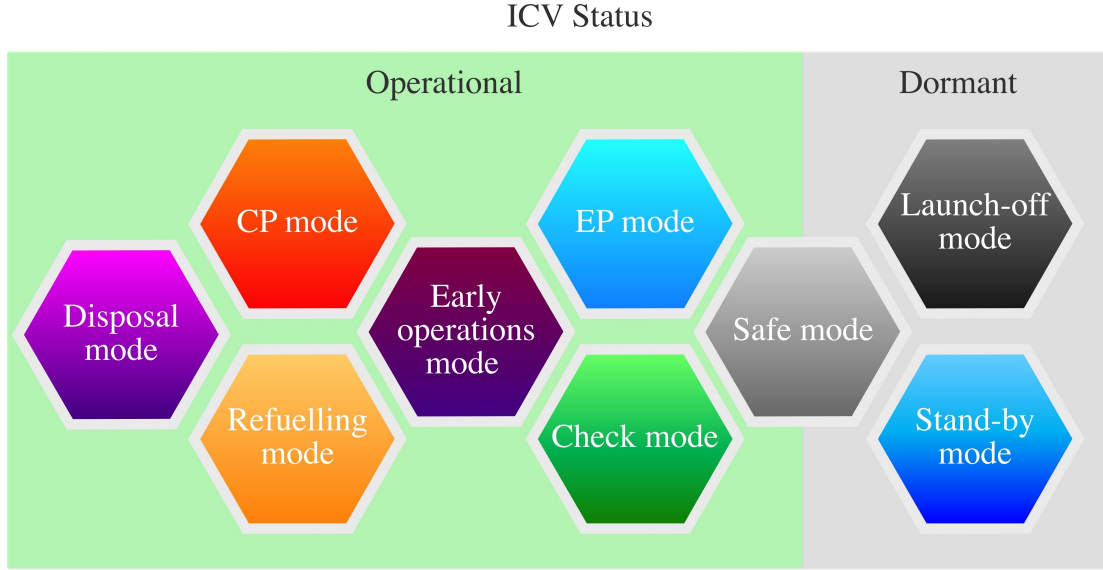 ICV Status
Operational
Dormant
CP mode
EP mode
Launch-off
mode
Disposal
mode
Early
operations
mode
Safe mode
Refuelling
mode
Check mode
Stand-by
mode